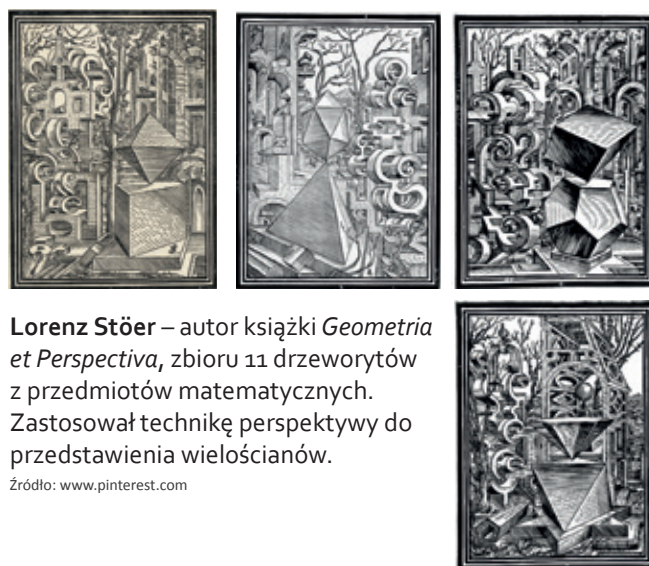 Lorenz Stöer – autor książki Geometria
et Perspectiva, zbioru 11 drzeworytów
z przedmiotów matematycznych.
Zastosował technikę perspektywy do
przedstawienia wielościanów.
Źródło: www.pinterest.com